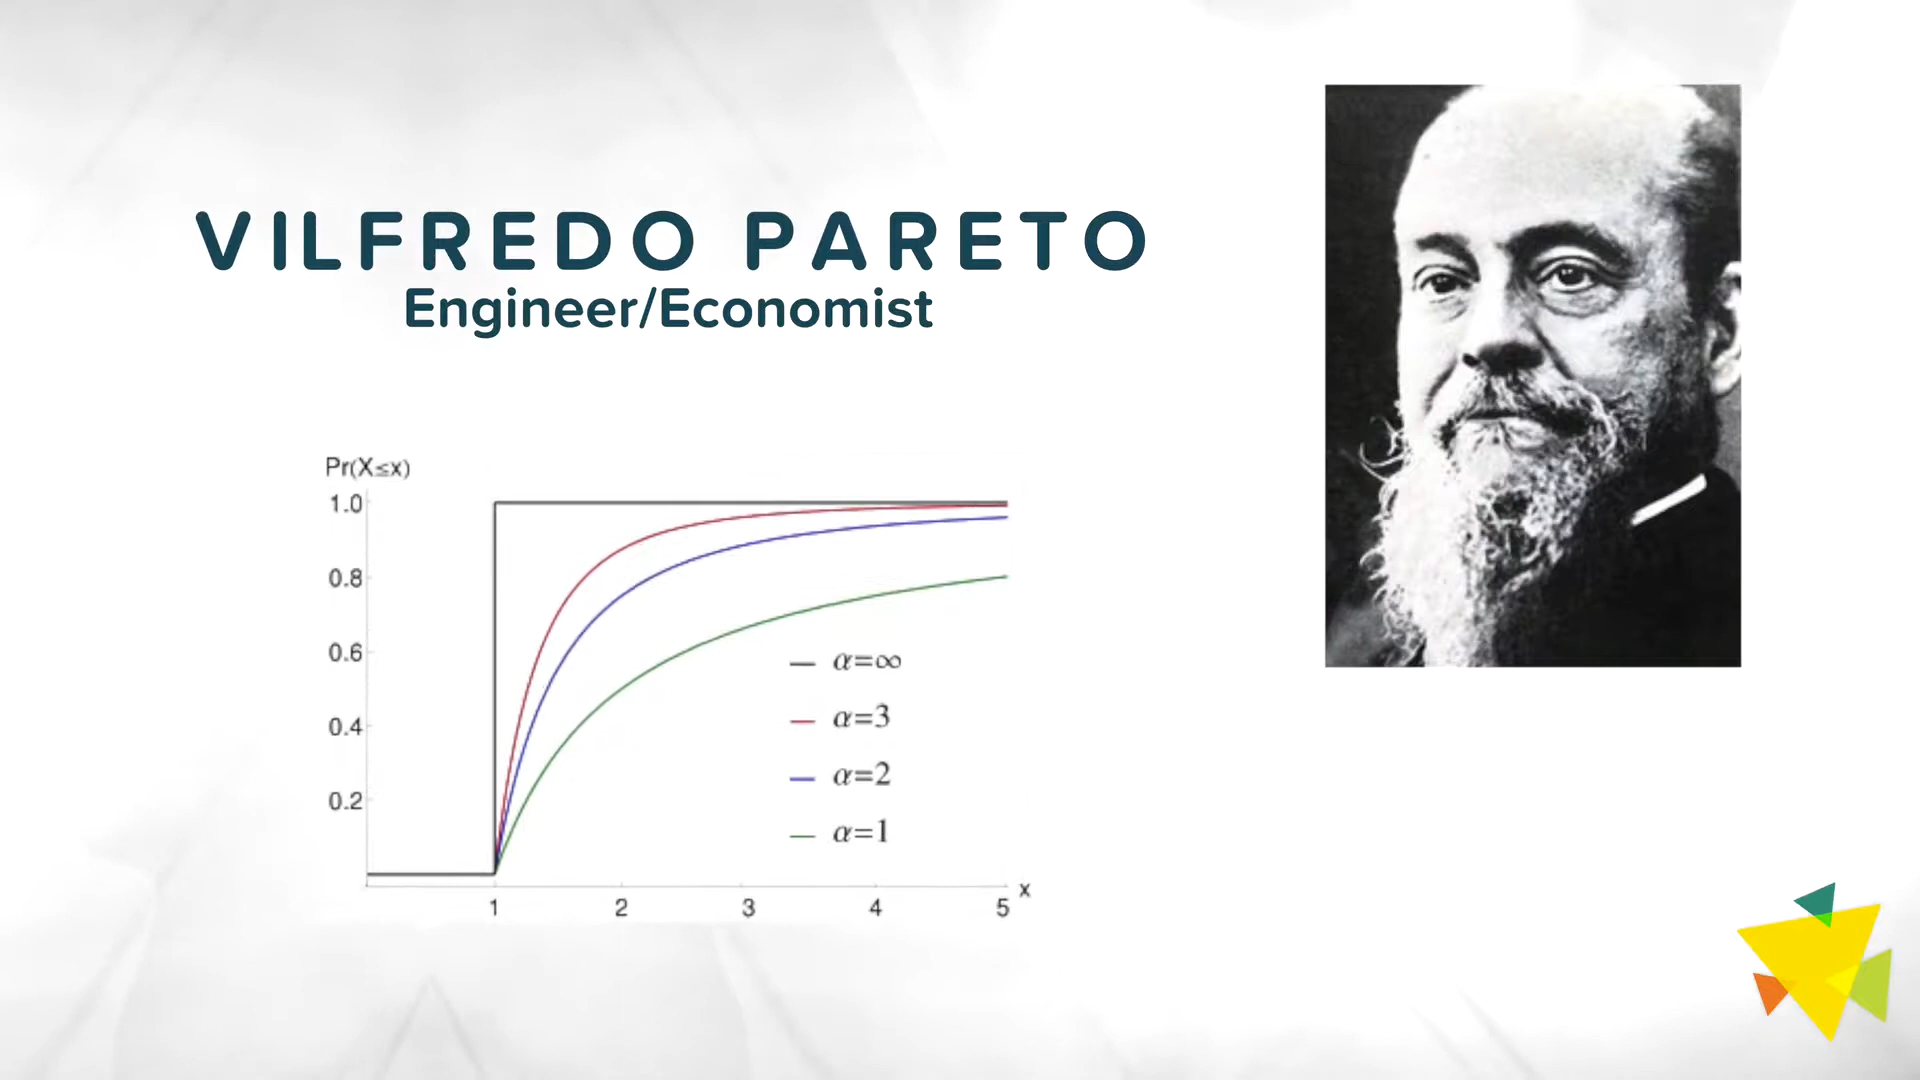 VILFREDO PARETO
Engineer/Economist
Pr(X≤x)
1.0
0.8
0.6
0.4
0.2
α=∞
α=3
α=2
α=1
1 2 3 4 5 x